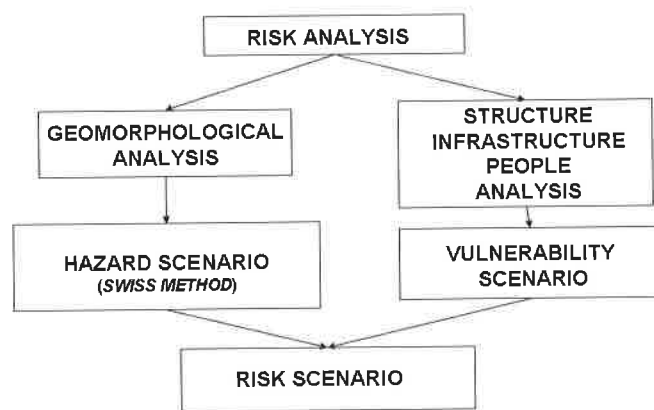 RISK ANALYSIS
GEOMORPHOLOGICAL
ANALYSIS
STRUCTURE
INFRASTRUCTURE
PEOPLE
ANALYSIS
HAZARD SCENARIO
(SWISS METHOD)
VULNERABILITY
SCENARIO
RISK SCENARIO